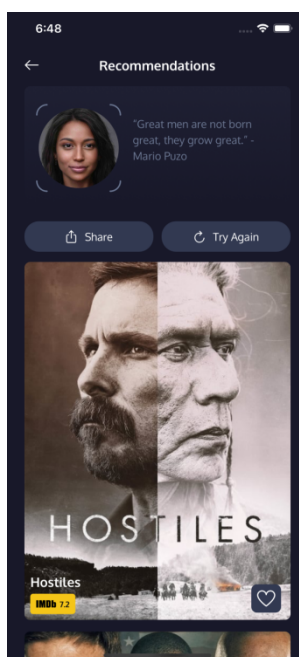 6:48
Recommendations
"Great men are not born
great, they grow great." -
Mario Puzo
Share
Try Again
HOSTILES
Hostiles
IMDb 7.2